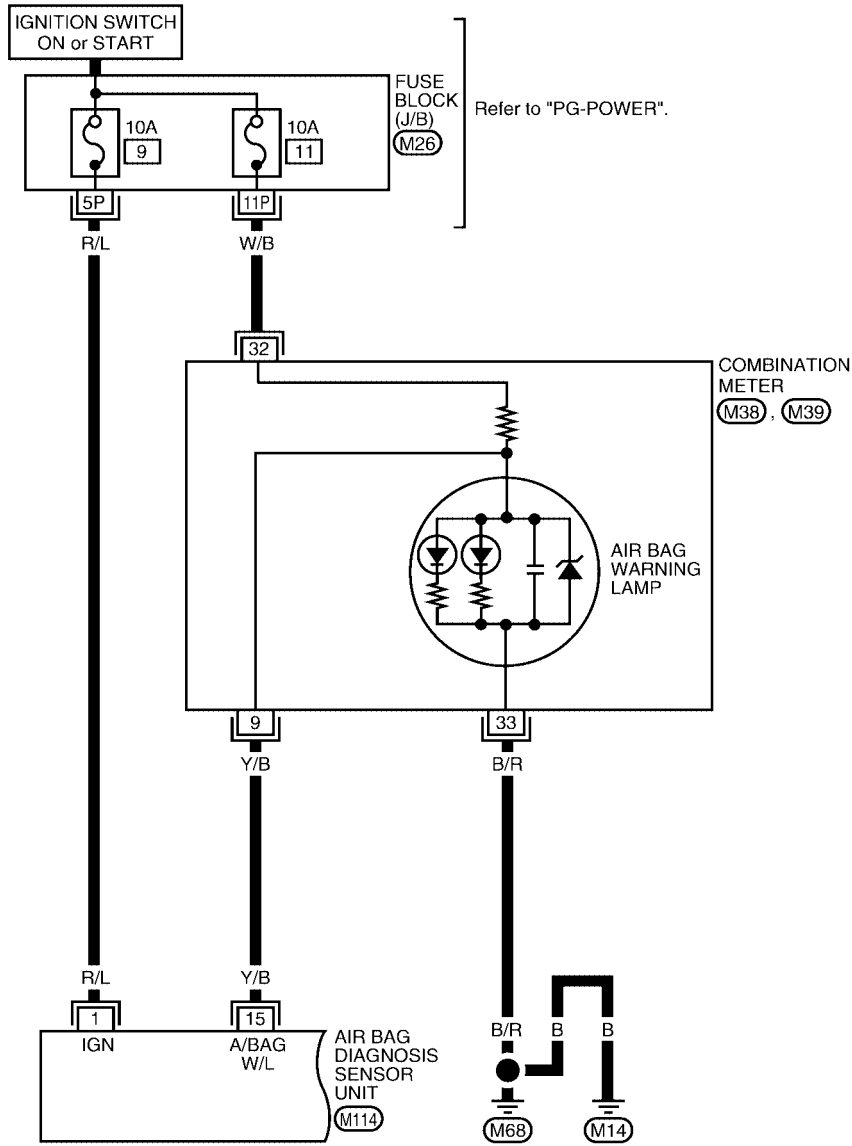 IGNITION SWITCH
ON or START
FUSE
BLOCK
(J/B)
M26
Refer to "PG-POWER".
10A
9
10A
11
5P
11P
R/L
W/B
32
COMBINATION
METER
M38 , M39
AIR BAG
WARNING
LAMP
9
33
Y/B
B/R
R/L
Y/B
1
15
IGN
A/BAG
W/L
AIR BAG
DIAGNOSIS
SENSOR
UNIT
M114
B/R
B
B
M68
M14